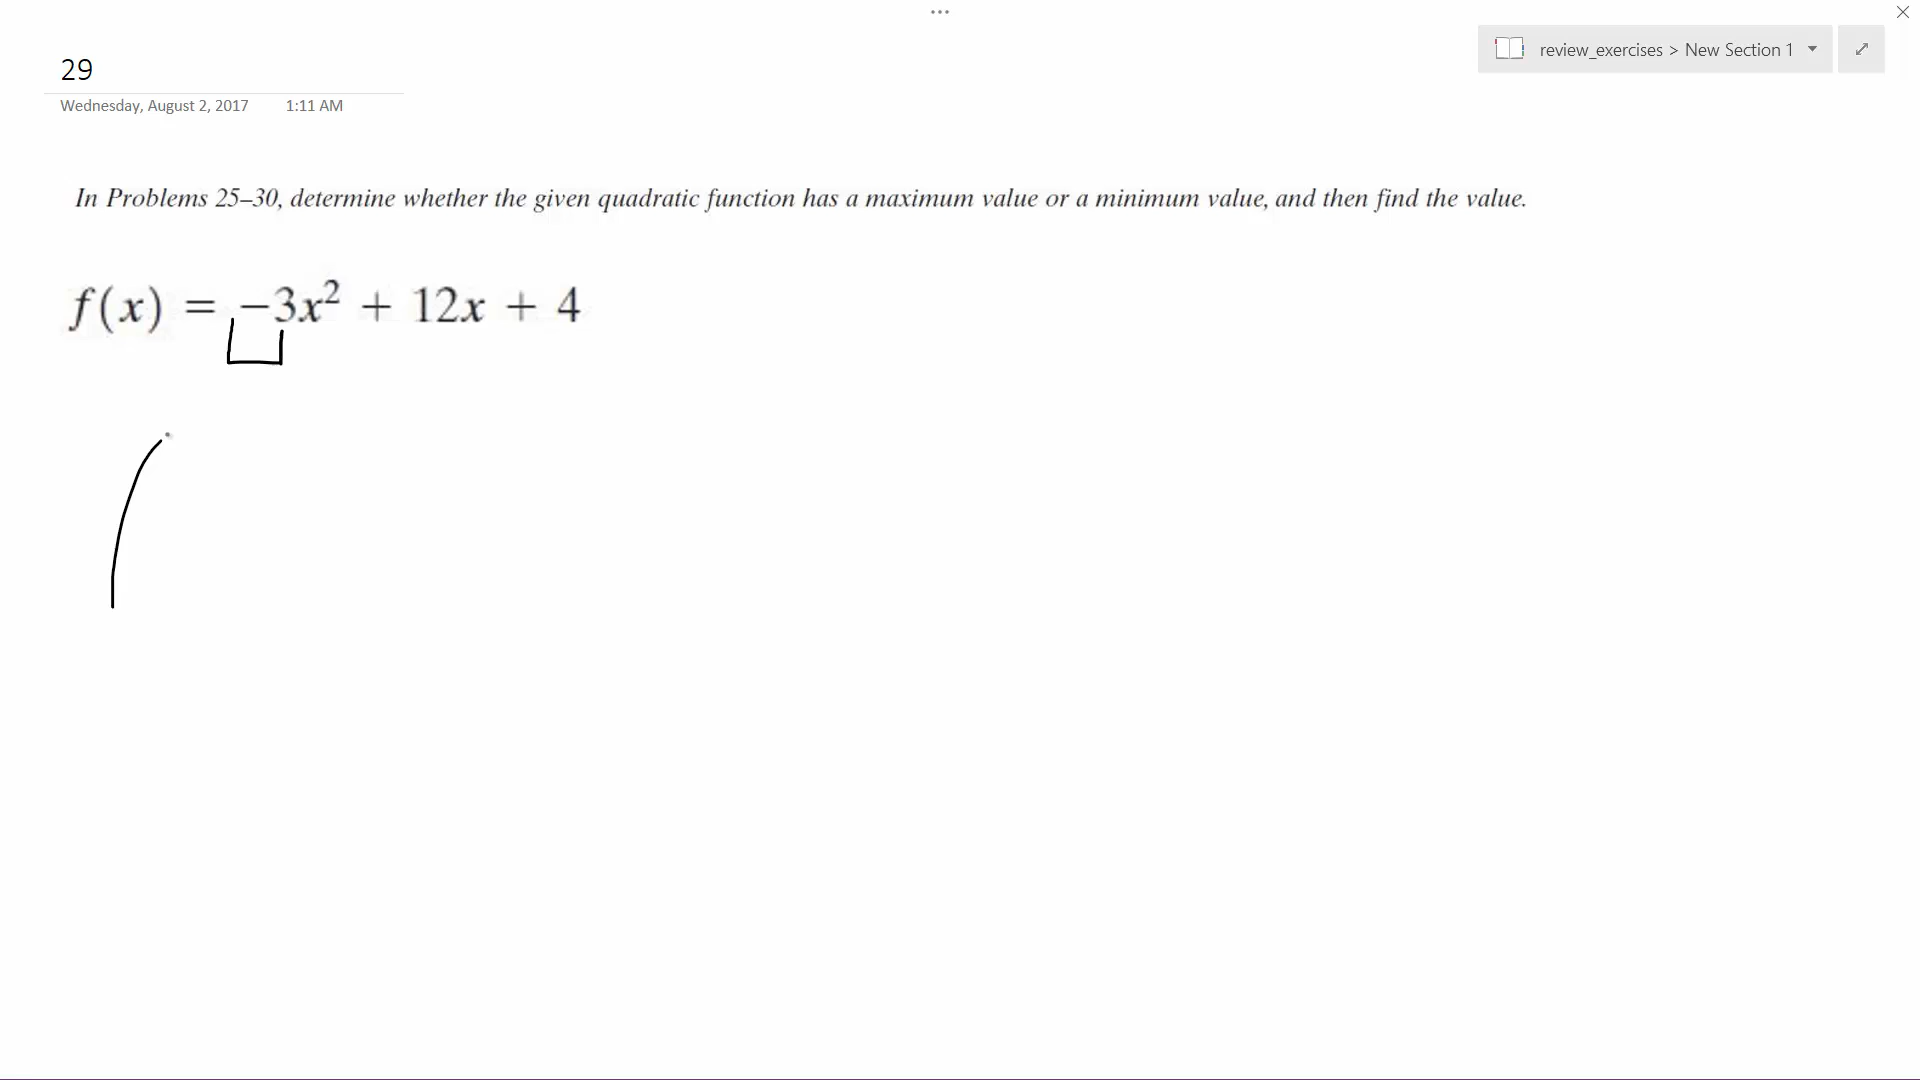 ...
review_exercises > New Section 1
29
Wednesday, August 2, 2017 1:11 AM
In Problems 25–30, determine whether the given quadratic function has a maximum value or a minimum value, and then find the value.
f(x) = −3x² + 12x + 4